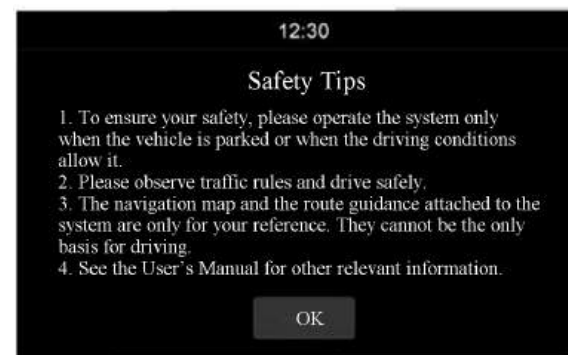 12:30
Safety Tips
1. To ensure your safety, please operate the system only
when the vehicle is parked or when the driving conditions
allow it.
2. Please observe traffic rules and drive safely.
3. The navigation map and the route guidance attached to the
system are only for your reference. They cannot be the only
basis for driving.
4. See the User's Manual for other relevant information.
OK